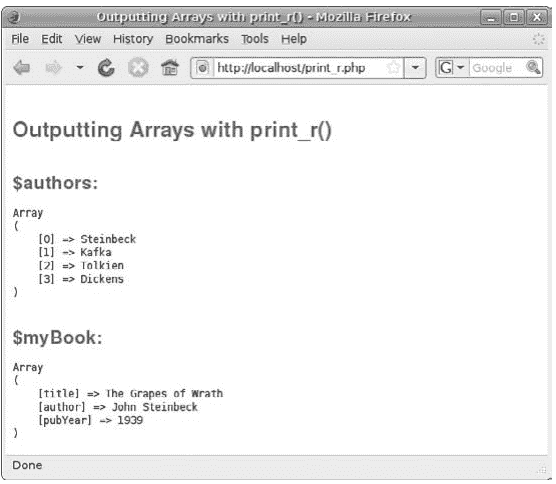 Outputting Arrays with print_r() - Mozilla Firefox
File Edit View History Bookmarks Tools Help
http://localhost/print_r.php G Google
Outputting Arrays with print_r()
$authors:
Array
(
[0] => Steinbeck
[1] => Kafka
[2] => Tolkien
[3] => Dickens
)
$myBook:
Array
(
[title] => The Grapes of Wrath
[author] => John Steinbeck
[pubYear] => 1939
)
Done